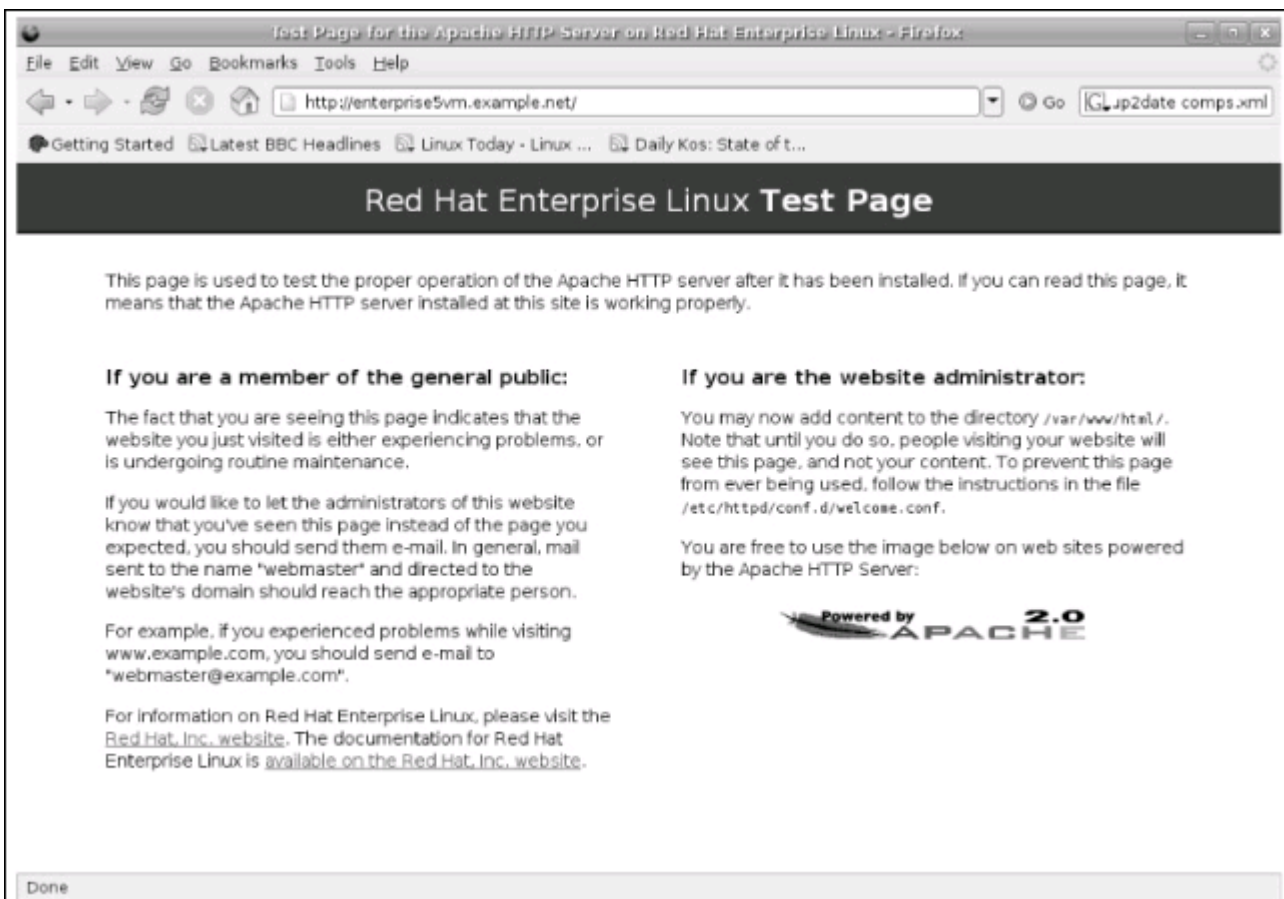 Test Page for the Apache HTTP Server on Red Hat Enterprise Linux - Firefox
File Edit View Go Bookmarks Tools Help
http://enterprise5vm.example.net/ Go up2date comps.xml
Getting Started Latest BBC Headlines Linux Today - Linux ... Daily Kos: State of t...
Red Hat Enterprise Linux Test Page
This page is used to test the proper operation of the Apache HTTP server after it has been installed. If you can read this page, it
means that the Apache HTTP server installed at this site is working properly.
If you are a member of the general public:
The fact that you are seeing this page indicates that the
website you just visited is either experiencing problems, or
is undergoing routine maintenance.
If you would like to let the administrators of this website
know that you've seen this page instead of the page you
expected, you should send them e-mail. In general, mail
sent to the name "webmaster" and directed to the
website's domain should reach the appropriate person.
For example, if you experienced problems while visiting
www.example.com, you should send e-mail to
"webmaster@example.com".
For information on Red Hat Enterprise Linux, please visit the
Red Hat, Inc. website. The documentation for Red Hat
Enterprise Linux is available on the Red Hat, Inc. website.
If you are the website administrator:
You may now add content to the directory /var/www/html/.
Note that until you do so, people visiting your website will
see this page, and not your content. To prevent this page
from ever being used, follow the instructions in the file
/etc/httpd/conf.d/welcome.conf.
You are free to use the image below on web sites powered
by the Apache HTTP Server:
Powered by 2.0
APACHE
Done